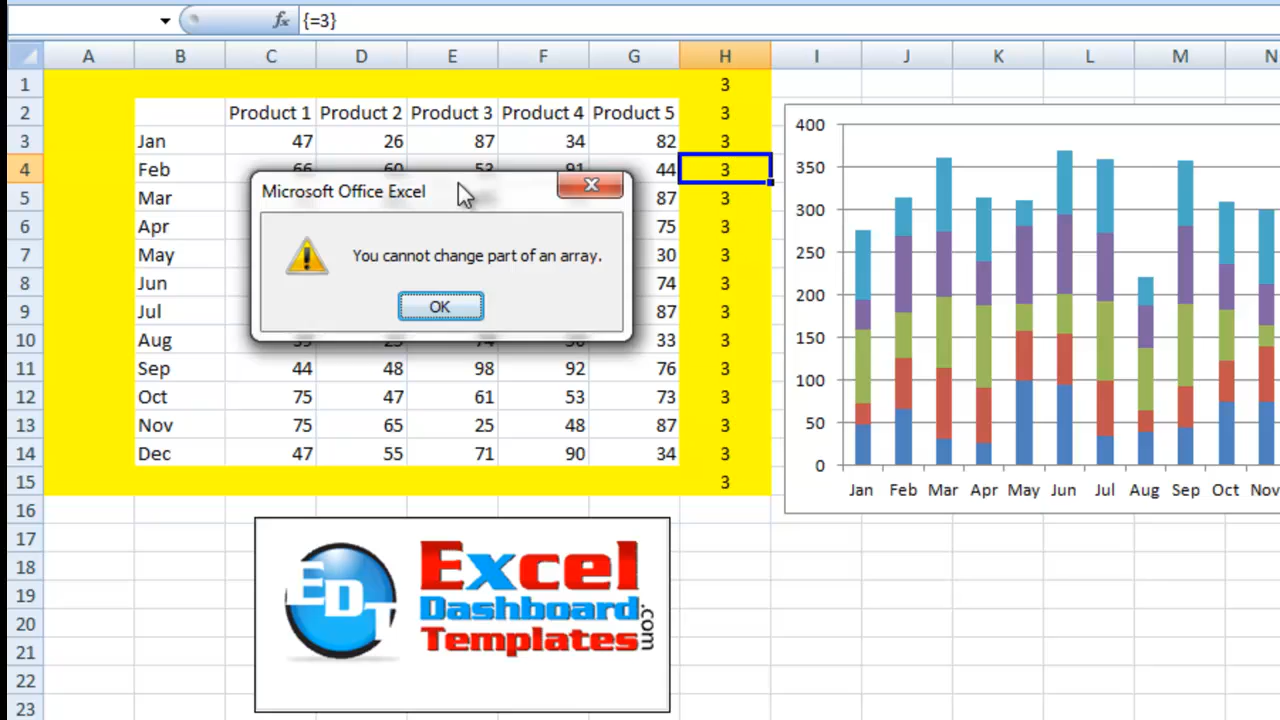 fx {=3}
A B C D E F G H I J K L M N
1 3
2 Product 1 Product 2 Product 3 Product 4 Product 5 3
3 Jan 47 26 87 34 82 3
4 Feb 44 3
5 Mar 87 3
6 Apr 75 3
7 May 30 3
8 Jun 74 3
9 Jul 87 3
10 Aug 33 3
11 Sep 44 48 98 92 76 3
12 Oct 75 47 61 53 73 3
13 Nov 75 65 25 48 87 3
14 Dec 47 55 71 90 34 3
15 3
16
17
18
19
20
21
22
23
Microsoft Office Excel
You cannot change part of an array.
OK
400
350
300
250
200
150
100
50
0
Jan Feb Mar Apr May Jun Jul Aug Sep Oct Nov
EDT
Excel
Dashboard
Templates
.com